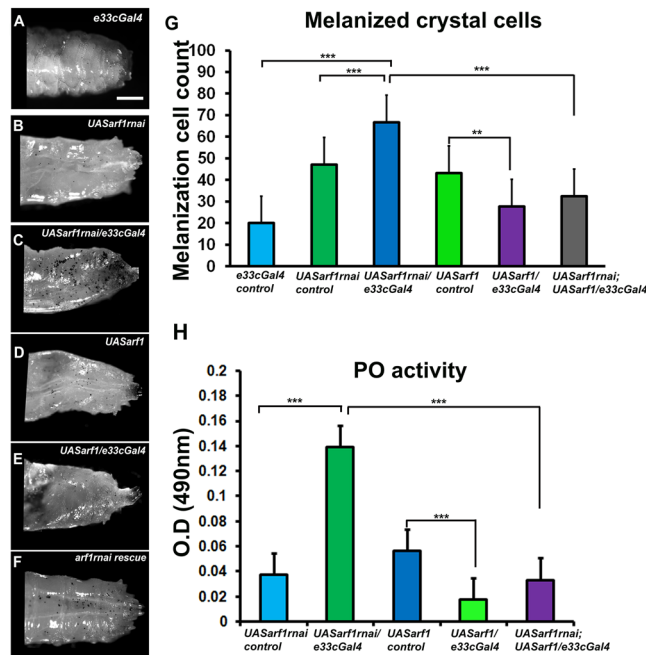 A
e33cGal4
B
UASarf1rnai
C
UASarf1rnai/e33cGal4
D
UASarf1
E
UASarf1/e33cGal4
F
arf1rnai rescue
G
Melanized crystal cells
Melanization cell count
100
90
80
70
60
50
40
30
20
10
0
***
***
***
**
e33cGal4
control
UASarf1rnai
control
UASarf1rnai/
e33cGal4
UASarf1
control
UASarf1/
e33cGal4
UASarf1rnai;
UASarf1/e33cGal4
H
PO activity
O.D (490nm)
0.2
0.18
0.16
0.14
0.12
0.1
0.08
0.06
0.04
0.02
0
***
***
***
UASarf1rnai
control
UASarf1rnai/
e33cGal4
UASarf1
control
UASarf1/
e33cGal4
UASarf1rnai;
UASarf1/e33cGal4